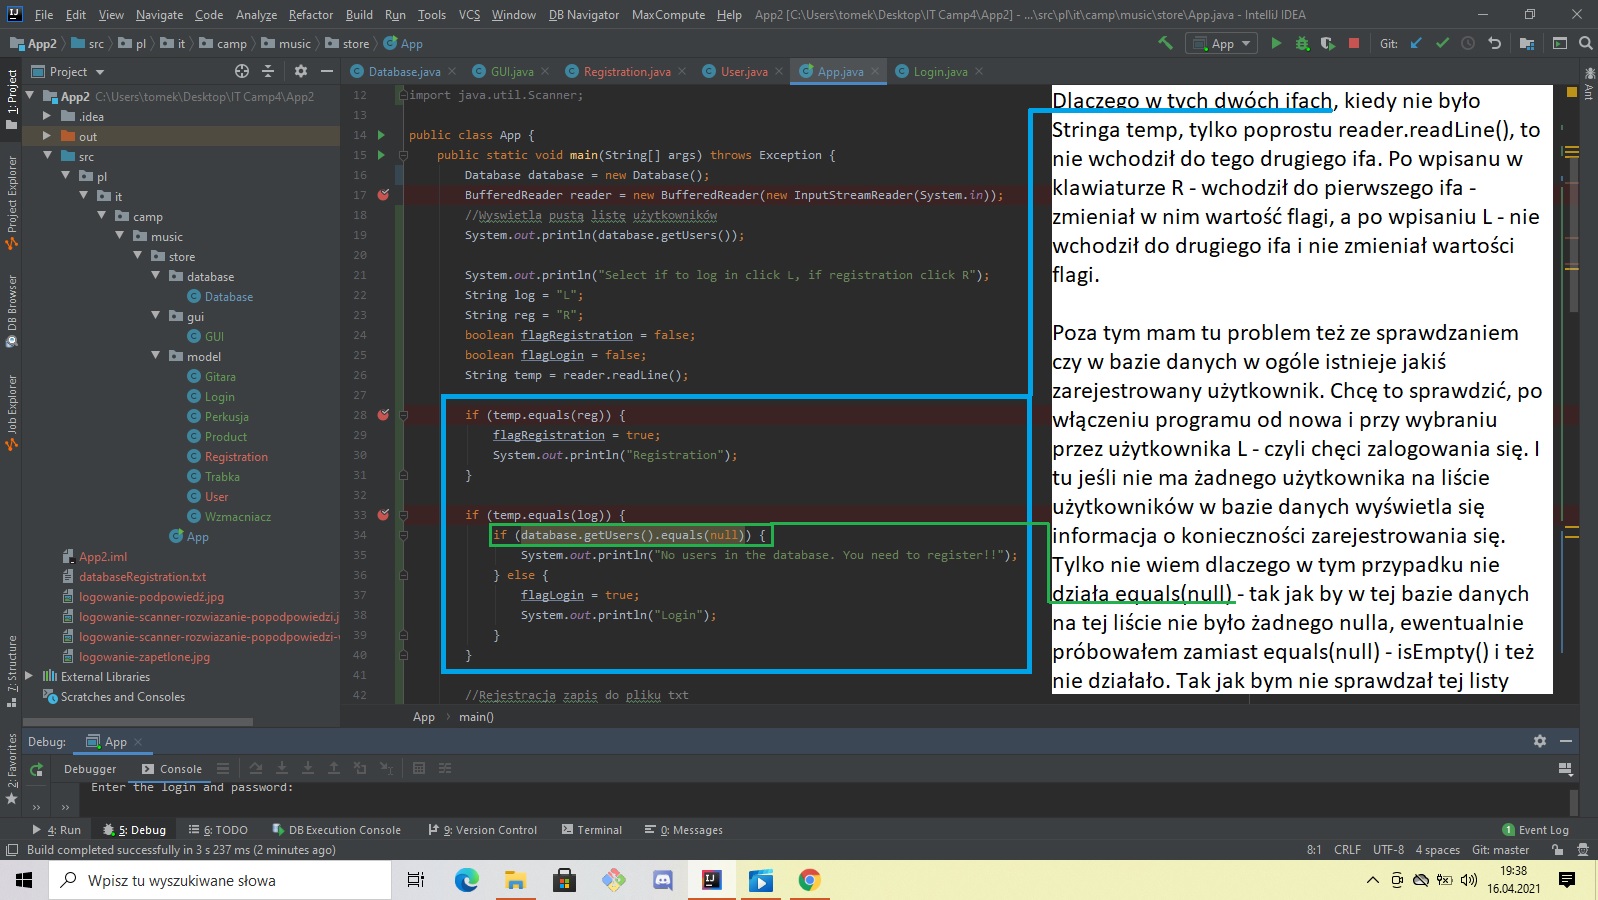 File Edit View Navigate Code Analyze Refactor Build Run Tools VCS Window DB Navigator MaxCompute Help App2 [C:\Users\tomek\Desktop\IT Camp4\App2] - ...\src\pl\it\camp\music\store\App.java - IntelliJ IDEA
App2 src pl it camp music store App App Git:
Project
Database.java GUI.java Registration.java User.java App.java Login.java
1: Project
Project Explorer
DB Browser
Job Explorer
7: Structure
2: Favorites
Ant
App2 C:\Users\tomek\Desktop\IT Camp4\App2
.idea
out
src
pl
it
camp
music
store
database
Database
gui
GUI
model
Gitara
Login
Perkusja
Product
Registration
Trabka
User
Wzmacniacz
App
App2.iml
databaseRegistration.txt
logowanie-podpowiedź.jpg
logowanie-scanner-rozwiazanie-popodpowiedzi.j
logowanie-scanner-rozwiazanie-popodpowiedzi-
logowanie-zapetlone.jpg
External Libraries
Scratches and Consoles
12 import java.util.Scanner;
13
14 public class App {
15 public static void main(String[] args) throws Exception {
16 Database database = new Database();
17 BufferedReader reader = new BufferedReader(new InputStreamReader(System.in));
18 //Wyswietla pustą listę użytkowników
19 System.out.println(database.getUsers());
20
21 System.out.println("Select if to log in click L, if registration click R");
22 String log = "L";
23 String reg = "R";
24 boolean flagRegistration = false;
25 boolean flagLogin = false;
26 String temp = reader.readLine();
27
28 if (temp.equals(reg)) {
29 flagRegistration = true;
30 System.out.println("Registration");
31 }
32
33 if (temp.equals(log)) {
34 if (database.getUsers().equals(null)) {
35 System.out.println("No users in the database. You need to register!!");
36 } else {
37 flagLogin = true;
38 System.out.println("Login");
39 }
40 }
41
42 //Rejestracja zapis do pliku txt
App main()
Dlaczego w tych dwóch ifach, kiedy nie było
Stringa temp, tylko poprostu reader.readLine(), to
nie wchodził do tego drugiego ifa. Po wpisanu w
klawiaturze R - wchodził do pierwszego ifa -
zmieniał w nim wartość flagi, a po wpisaniu L - nie
wchodził do drugiego ifa i nie zmieniał wartości
flagi.
Poza tym mam tu problem też ze sprawdzaniem
czy w bazie danych w ogóle istnieje jakiś
zarejestrowany użytkownik. Chcę to sprawdzić, po
włączeniu programu od nowa i przy wybraniu
przez użytkownika L - czyli chęci zalogowania się. I
tu jeśli nie ma żadnego użytkownika na liście
użytkowników w bazie danych wyświetla się
informacja o konieczności zarejestrowania się.
Tylko nie wiem dlaczego w tym przypadku nie
działa equals(null) - tak jak by w tej bazie danych
na tej liście nie było żadnego nulla, ewentualnie
próbowałem zamiast equals(null) - isEmpty() i też
nie działało. Tak jak bym nie sprawdzał tej listy
Debug: App
Debugger Console
Enter the login and password:
4: Run 5: Debug 6: TODO DB Execution Console 9: Version Control Terminal 0: Messages 1 Event Log
Build completed successfully in 3 s 237 ms (2 minutes ago) 8:1 CRLF UTF-8 4 spaces Git: master
Wpisz tu wyszukiwane słowa
19:38
16.04.2021